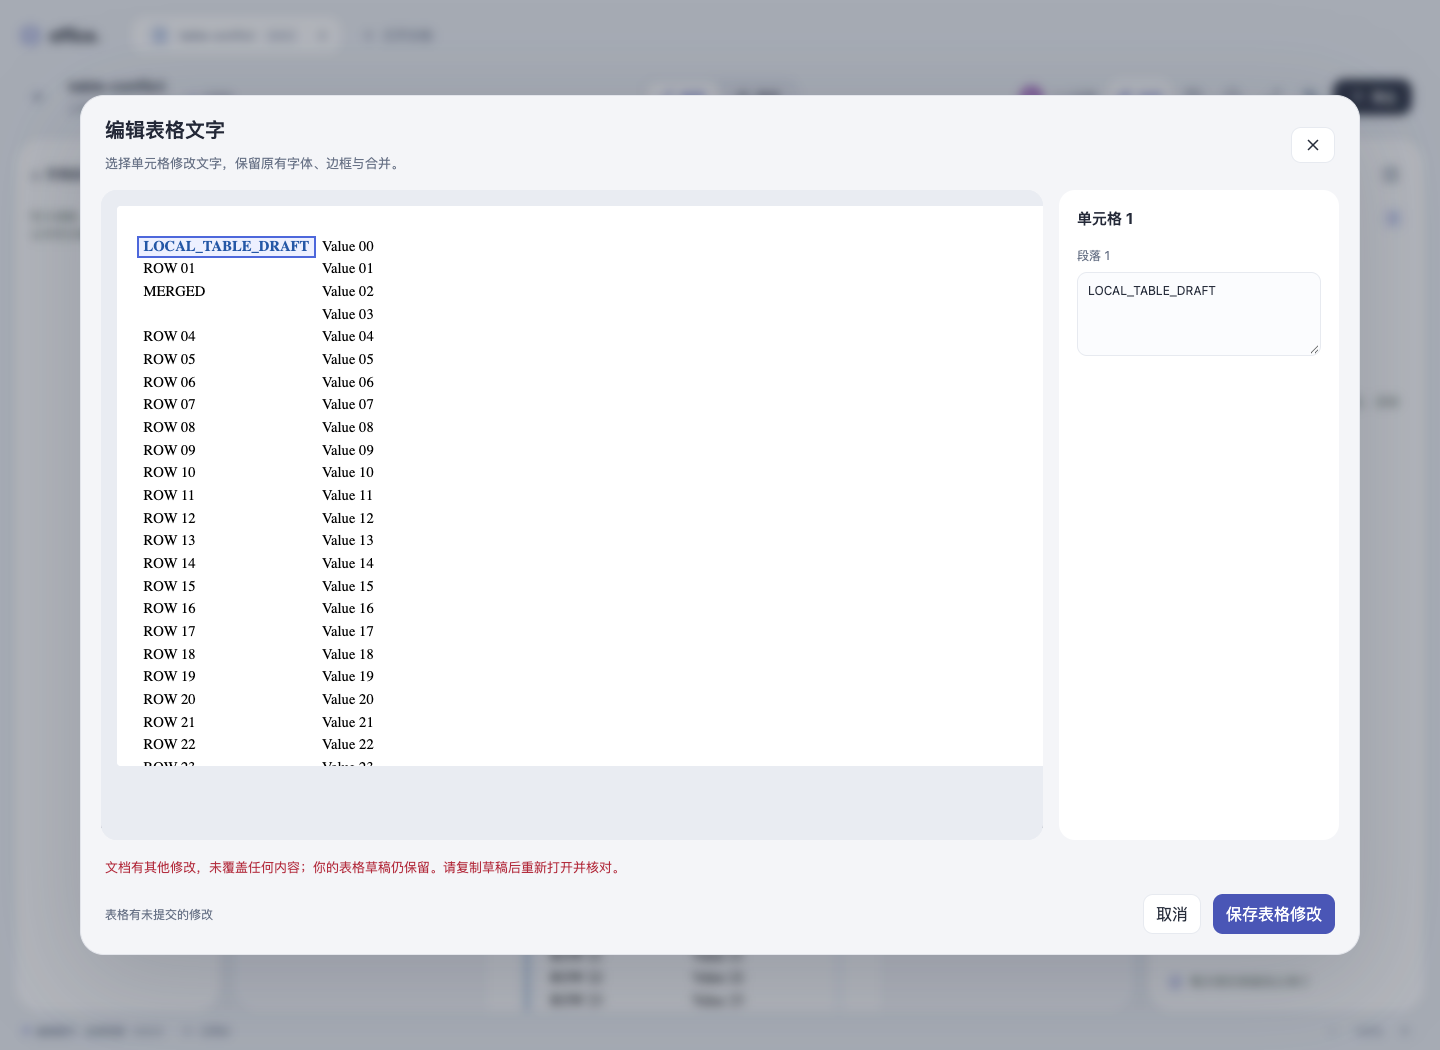 编辑表格文字
选择单元格修改文字，保留原有字体、边框与合并。
LOCAL_TABLE_DRAFT Value 00
ROW 01 Value 01
MERGED Value 02
Value 03
ROW 04 Value 04
ROW 05 Value 05
ROW 06 Value 06
ROW 07 Value 07
ROW 08 Value 08
ROW 09 Value 09
ROW 10 Value 10
ROW 11 Value 11
ROW 12 Value 12
ROW 13 Value 13
ROW 14 Value 14
ROW 15 Value 15
ROW 16 Value 16
ROW 17 Value 17
ROW 18 Value 18
ROW 19 Value 19
ROW 20 Value 20
ROW 21 Value 21
ROW 22 Value 22
ROW 23 Value 23
单元格 1
段落 1
LOCAL_TABLE_DRAFT
文档有其他修改，未覆盖任何内容；你的表格草稿仍保留。请复制草稿后重新打开并核对。
表格有未提交的修改
取消
保存表格修改